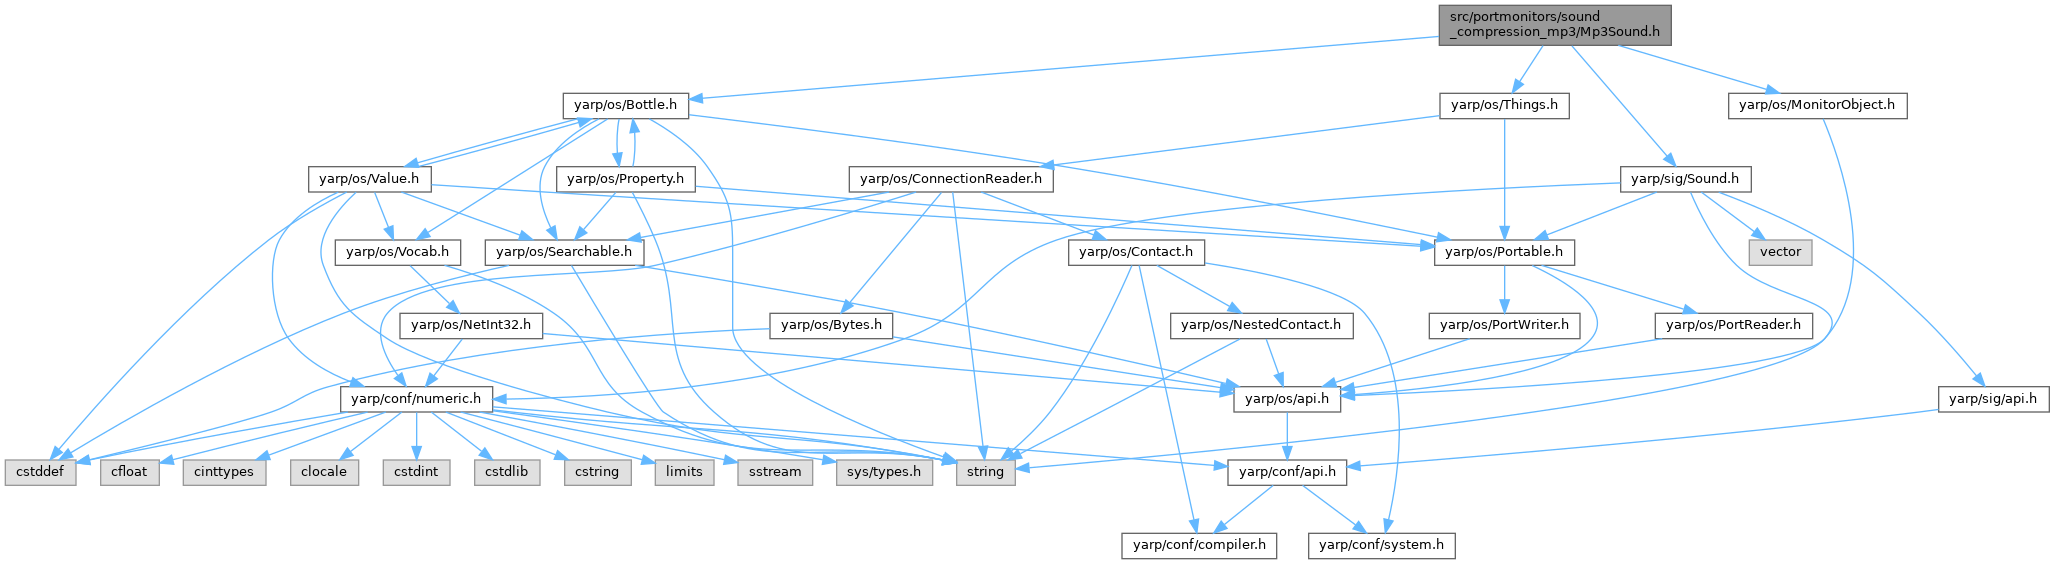 src/portmonitors/sound
_compression_mp3/Mp3Sound.h
yarp/os/Bottle.h
yarp/os/Things.h
yarp/os/MonitorObject.h
yarp/os/Value.h
yarp/os/Property.h
yarp/os/ConnectionReader.h
yarp/sig/Sound.h
yarp/os/Vocab.h
yarp/os/Searchable.h
yarp/os/Contact.h
yarp/os/Portable.h
vector
yarp/os/NetInt32.h
yarp/os/Bytes.h
yarp/os/NestedContact.h
yarp/os/PortWriter.h
yarp/os/PortReader.h
yarp/conf/numeric.h
yarp/os/api.h
yarp/sig/api.h
cstddef
cfloat
cinttypes
clocale
cstdint
cstdlib
cstring
limits
sstream
sys/types.h
string
yarp/conf/api.h
yarp/conf/compiler.h
yarp/conf/system.h